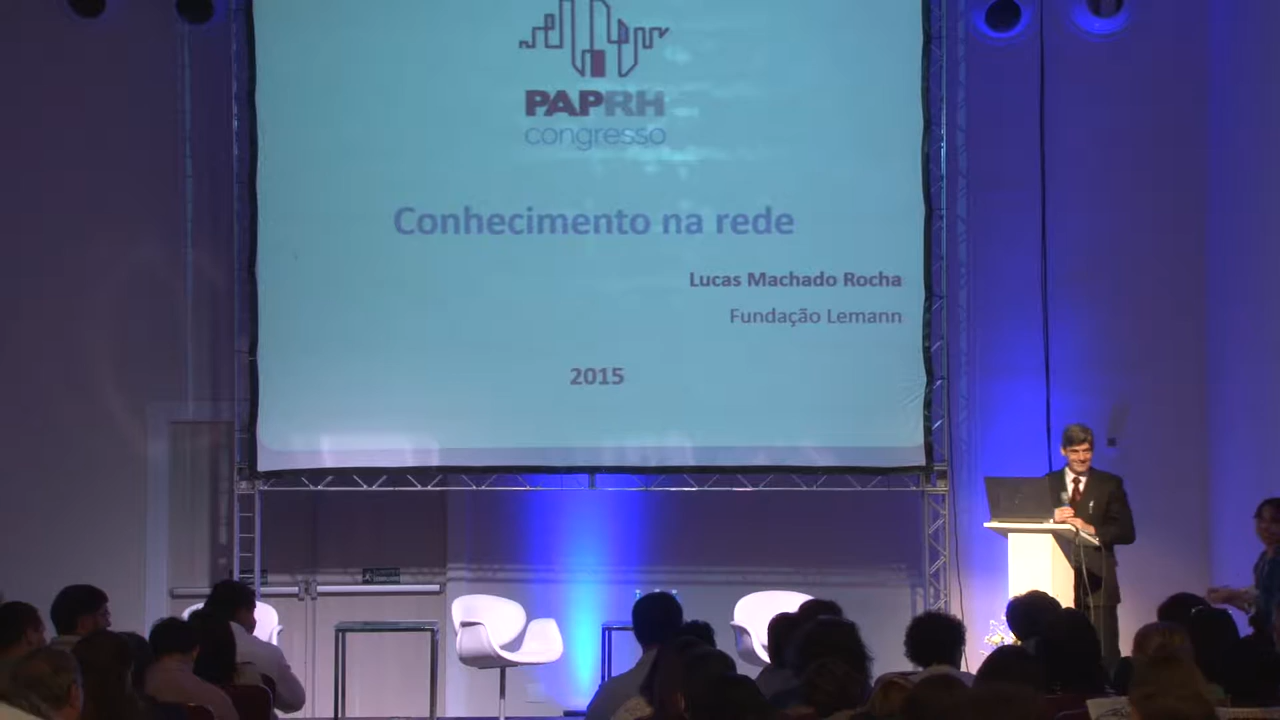 PAPRH
congresso
Conhecimento na rede
Lucas Machado Rocha
Fundação Lemann
2015